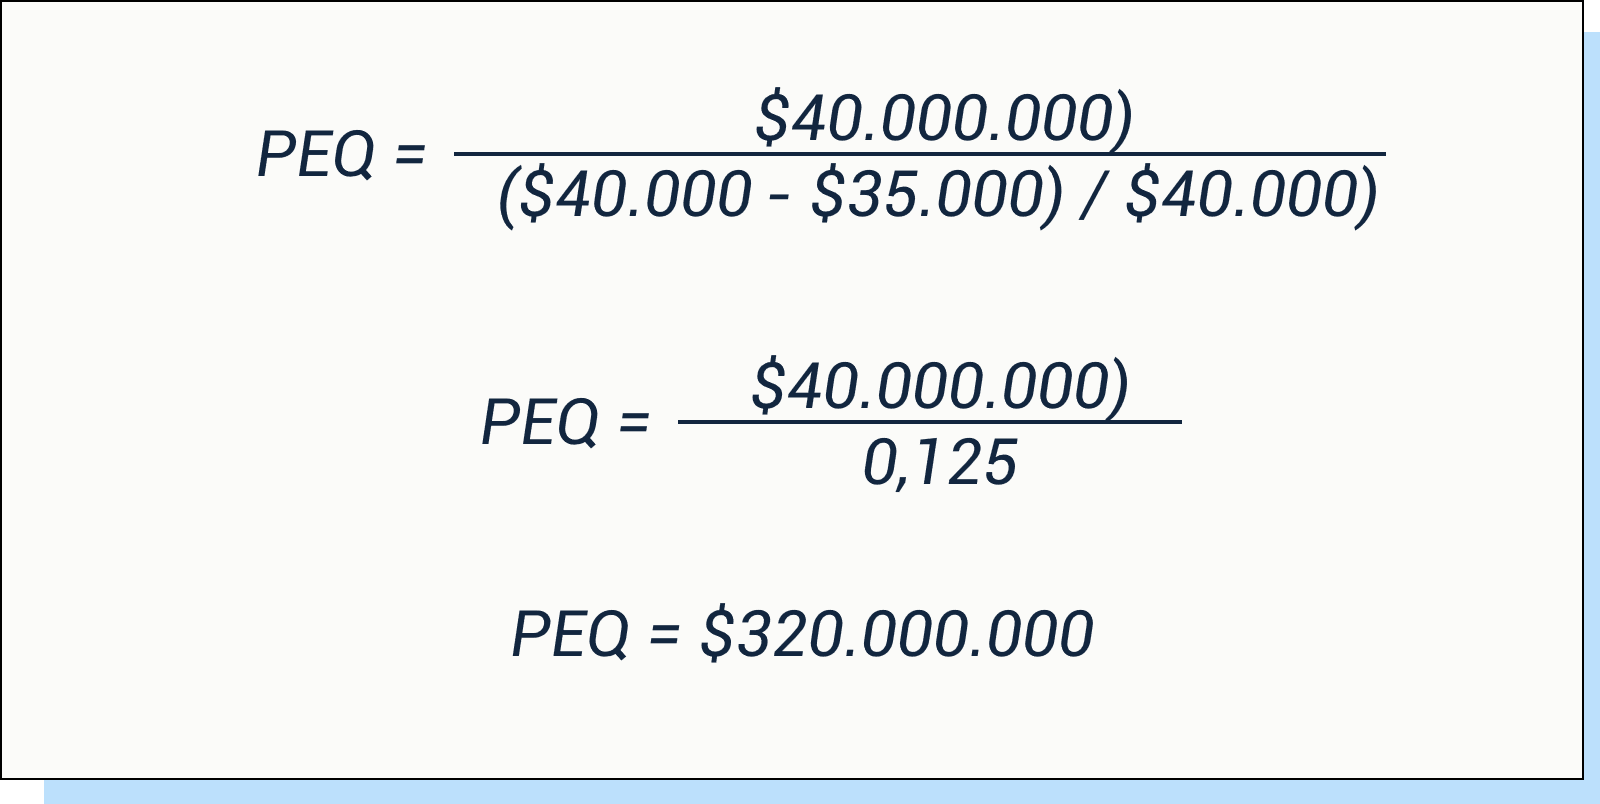 $40.000.000)
PEQ =
($40.000 - $35.000) / $40.000)
$40.000.000)
PEQ =
0,125
PEQ = $320.000.000